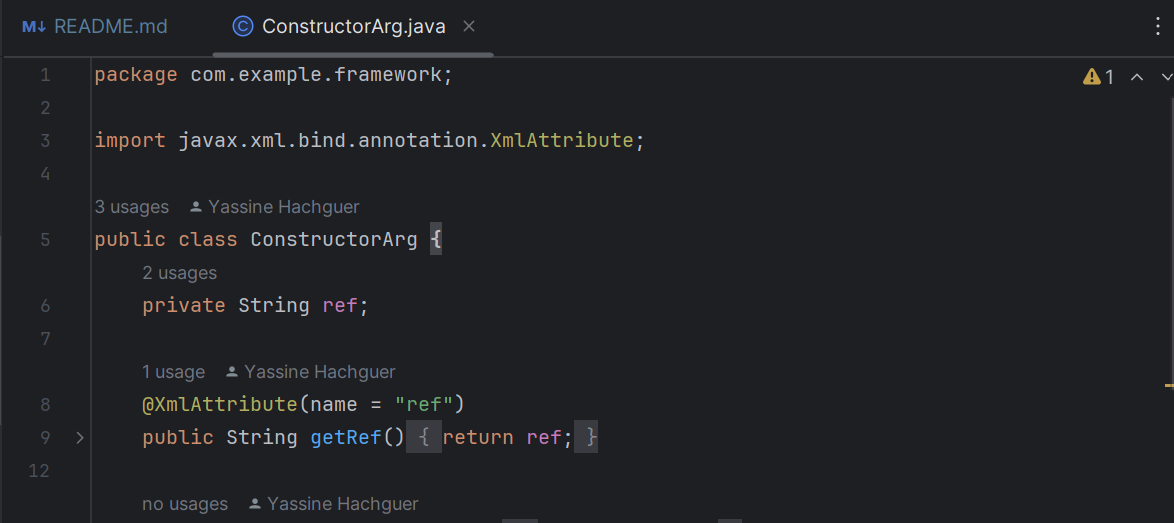 M↓ README.md
C ConstructorArg.java
1 package com.example.framework;
1
2
3 import javax.xml.bind.annotation.XmlAttribute;
4
3 usages Yassine Hachguer
5 public class ConstructorArg {
2 usages
6 private String ref;
7
1 usage Yassine Hachguer
8 @XmlAttribute(name = "ref")
9 public String getRef() { return ref; }
12
no usages Yassine Hachguer